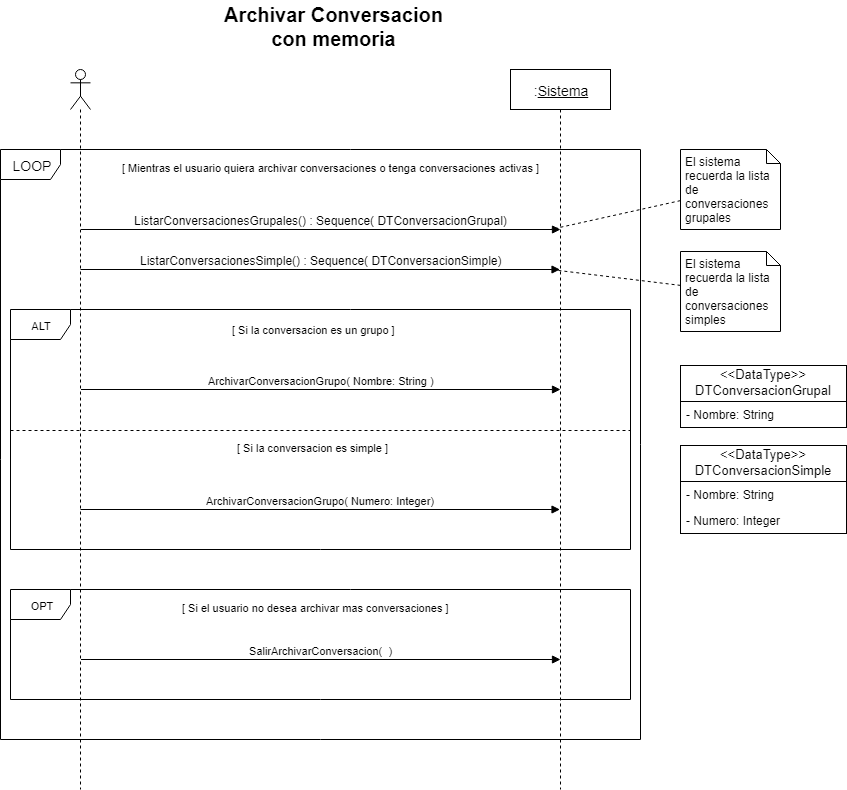 Archivar Conversacion
con memoria
:Sistema
LOOP
[ Mientras el usuario quiera archivar conversaciones o tenga conversaciones activas ]
El sistema
recuerda la lista
de
conversaciones
grupales
ListarConversacionesGrupales() : Sequence( DTConversacionGrupal)
ListarConversacionesSimple() : Sequence( DTConversacionSimple)
El sistema
recuerda la lista
de
conversaciones
simples
ALT
[ Si la conversacion es un grupo ]
ArchivarConversacionGrupo( Nombre: String )
<<DataType>>
DTConversacionGrupal
- Nombre: String
[ Si la conversacion es simple ]
<<DataType>>
DTConversacionSimple
- Nombre: String
- Numero: Integer
ArchivarConversacionGrupo( Numero: Integer)
OPT
[ Si el usuario no desea archivar mas conversaciones ]
SalirArchivarConversacion(  )